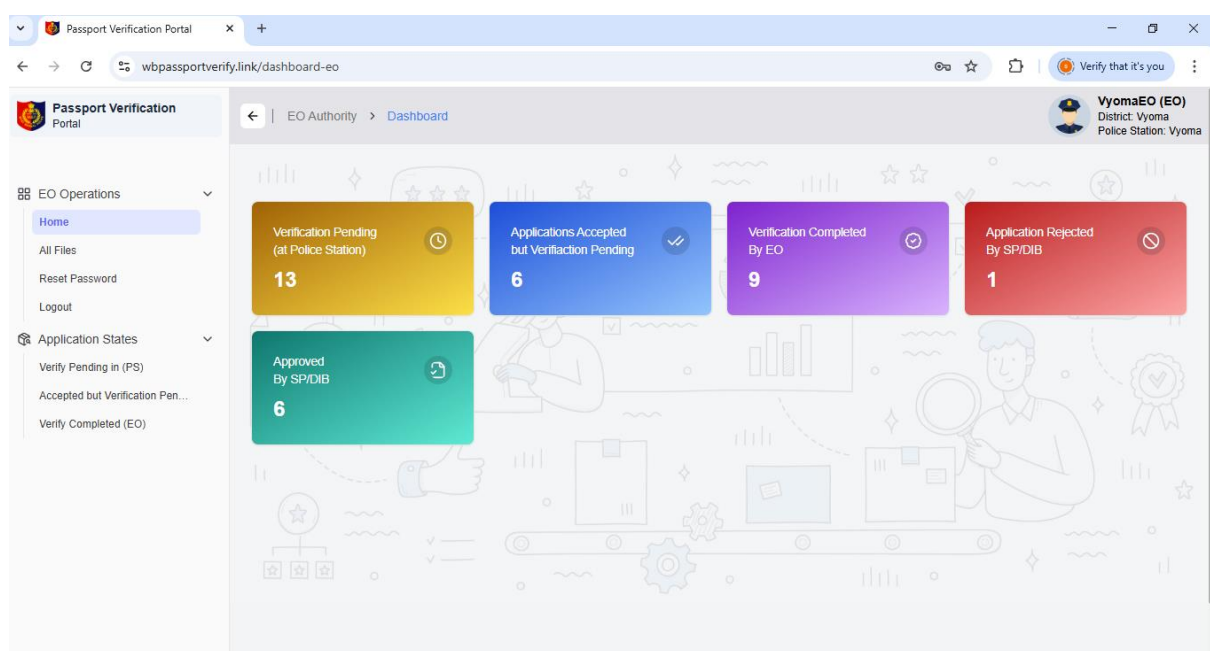 Passport Verification Portal
wbpassportverify.link/dashboard-eo
Verify that it's you
Passport Verification
Portal
EO Authority > Dashboard
VyomaEO (EO)
District: Vyoma
Police Station: Vyoma
EO Operations
Home
All Files
Reset Password
Logout
Application States
Verify Pending in (PS)
Accepted but Verification Pen...
Verify Completed (EO)
Verification Pending
(at Police Station)
13
Applications Accepted
but Verifiaction Pending
6
Verification Completed
By EO
9
Application Rejected
By SP/DIB
1
Approved
By SP/DIB
6